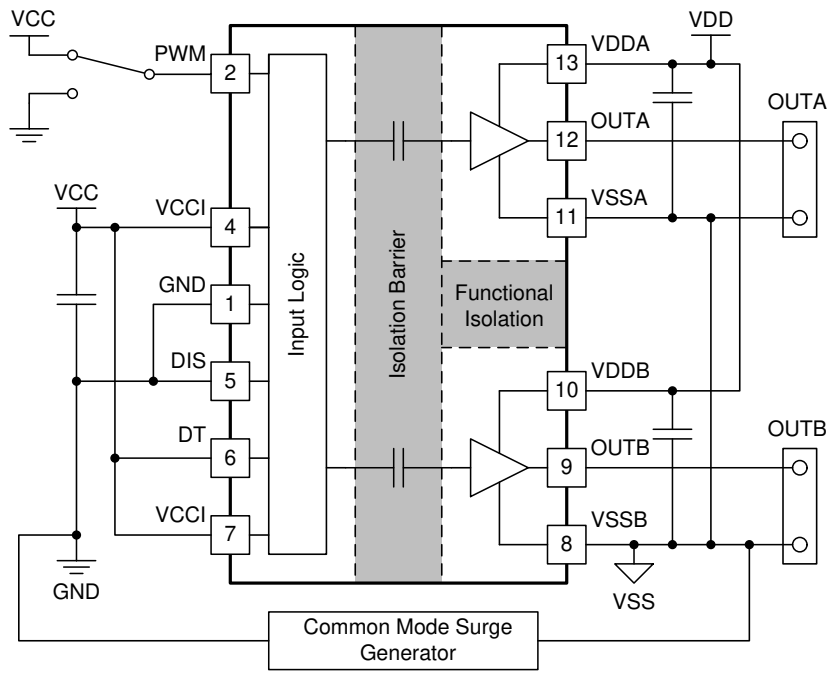 VCC
PWM
2
VCC
VCCI
4
GND
1
DIS
5
DT
6
VCCI
7
GND
Input Logic
Isolation Barrier
Functional
Isolation
VDD
VDDA
13
OUTA
12
VSSA
11
OUTA
VDDB
10
OUTB
9
VSSB
8
OUTB
VSS
Common Mode Surge
Generator